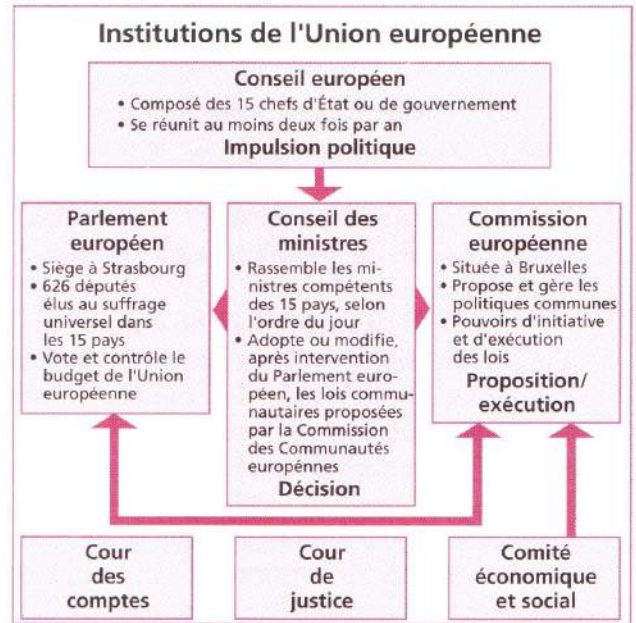 Institutions de l'Union européenne
Conseil européen
• Composé des 15 chefs d'État ou de gouvernement
• Se réunit au moins deux fois par an
Impulsion politique
Parlement
européen
• Siège à Strasbourg
• 626 députés
élus au suffrage
universel dans
les 15 pays
• Vote et contrôle le
budget de l'Union
européenne
Conseil des
ministres
• Rassemble les mi-
nistres compétents
des 15 pays, selon
l'ordre du jour
• Adopte ou modifie,
après intervention
du Parlement euro-
péen, les lois commu-
nautaires proposées
par la Commission
des Communautés
europénnes
Décision
Commission
européenne
• Située à Bruxelles
• Propose et gère les
politiques communes
• Pouvoirs d'initiative
et d'exécution
des lois
Proposition/
exécution
Cour
des
comptes
Cour
de
justice
Comité
économique
et social